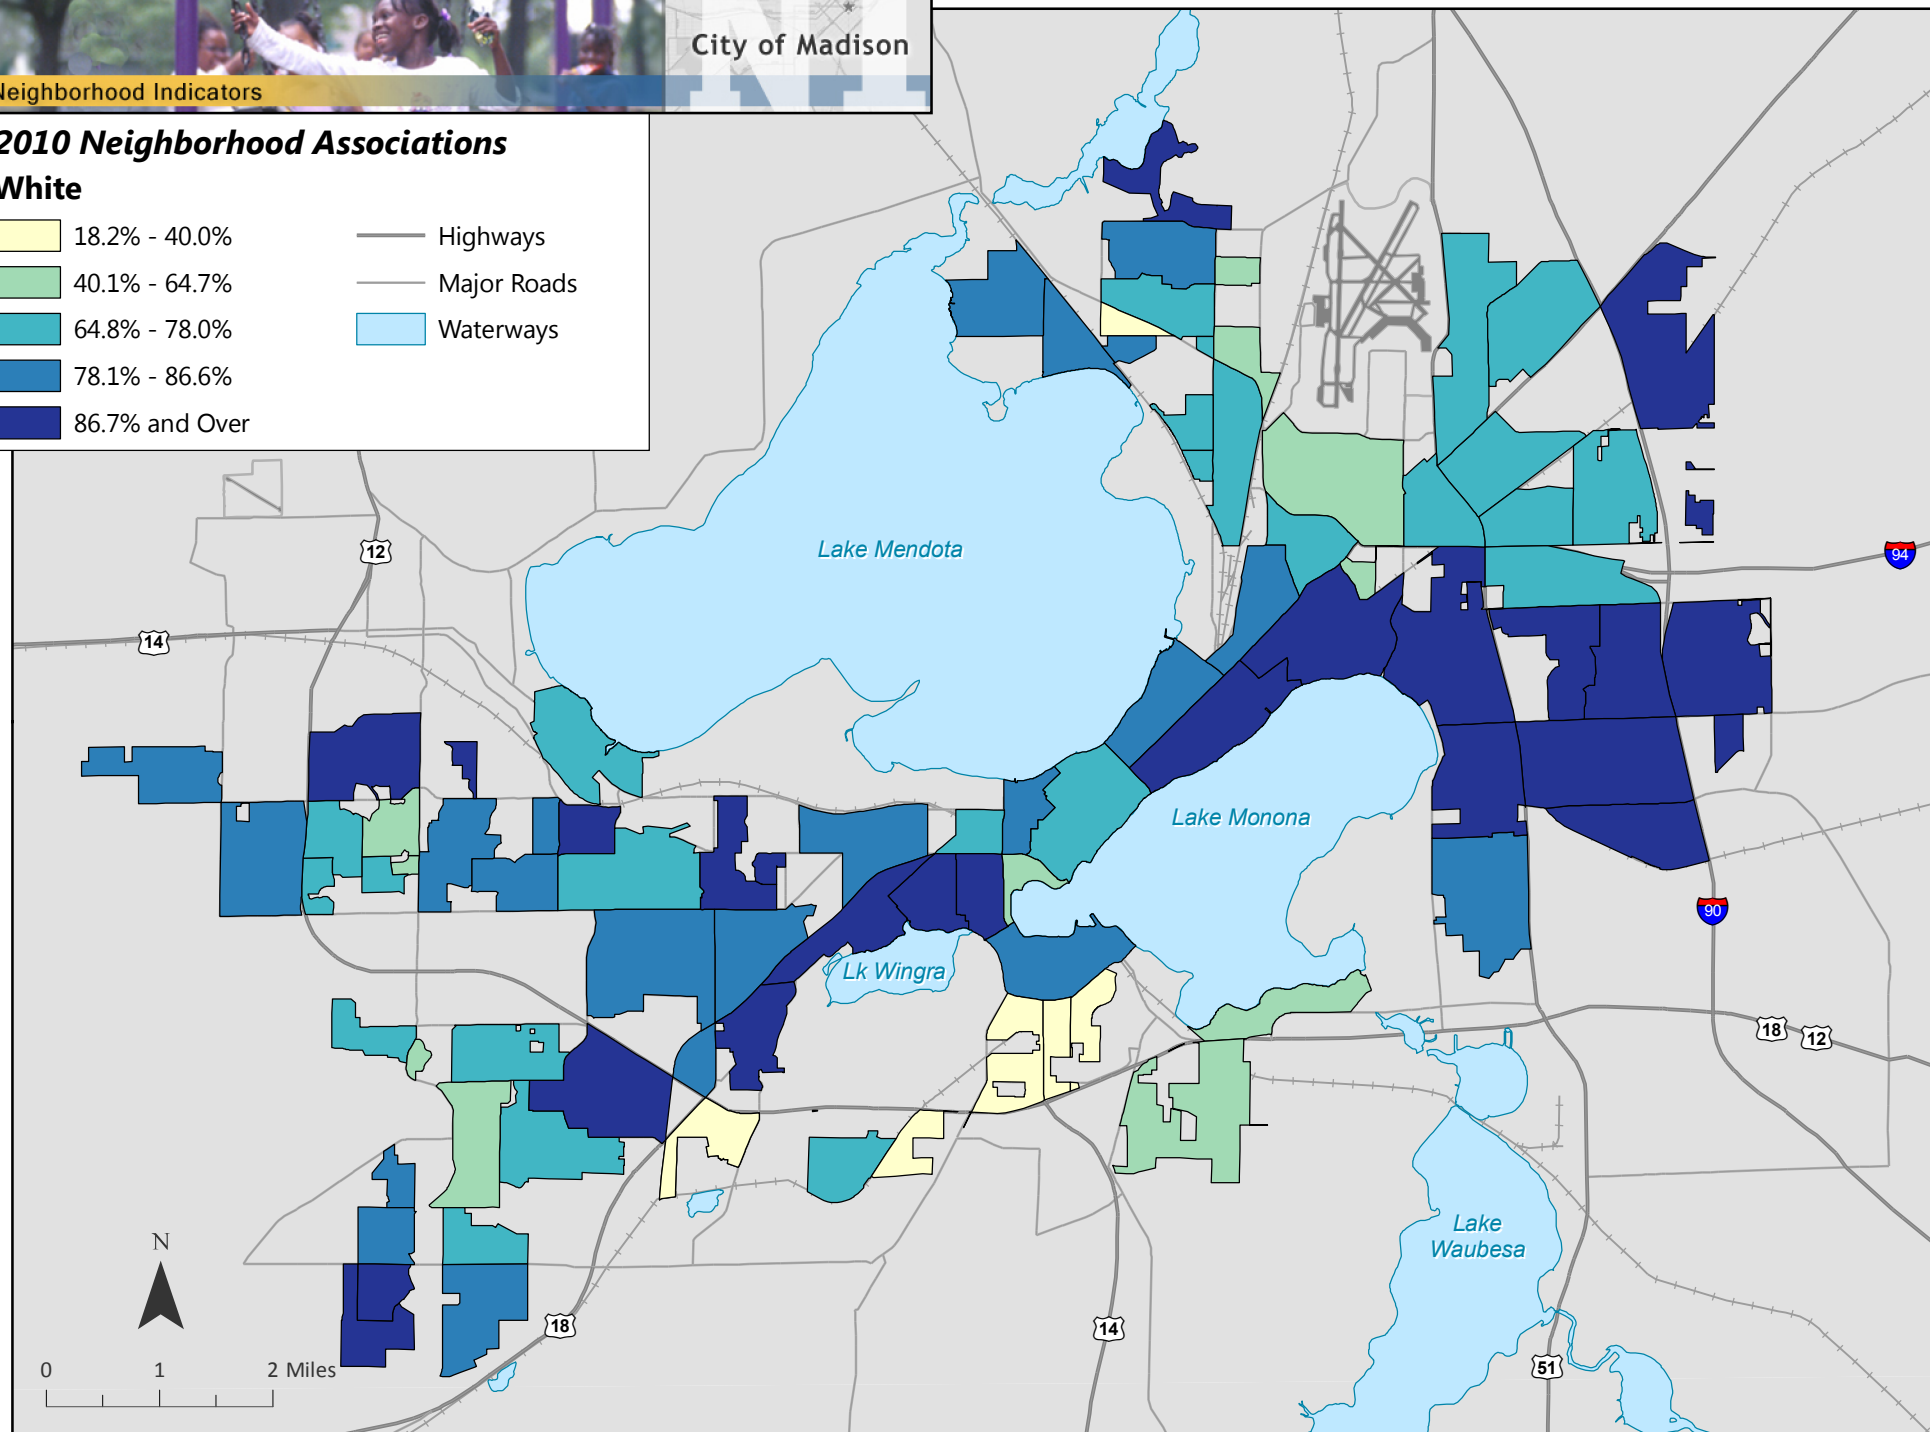 City of Madison
Neighborhood Indicators
NI
2010 Neighborhood Associations
White
18.2% - 40.0%
40.1% - 64.7%
64.8% - 78.0%
78.1% - 86.6%
86.7% and Over
Highways
Major Roads
Waterways
12
14
94
Lake Mendota
Lake Monona
90
Lk Wingra
18
12
Lake
Waubesa
N
18
14
51
0 1 2 Miles